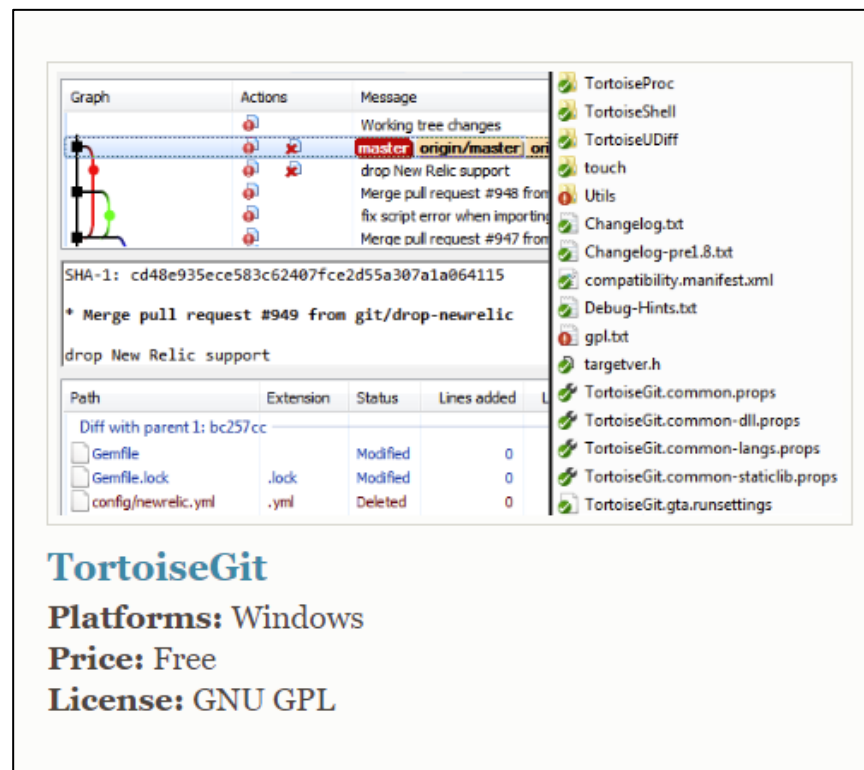 Graph Actions Message
Working tree changes
master origin/master ori
drop New Relic support
Merge pull request #948 from
fix script error when importing
Merge pull request #947 from
SHA-1: cd48e935ece583c62407fce2d55a307a1a064115
* Merge pull request #949 from git/drop-newrelic
drop New Relic support
Path Extension Status Lines added L
Diff with parent 1: bc257cc
Gemfile Modified 0
Gemfile.lock .lock Modified 0
config/newrelic.yml .yml Deleted 0
TortoiseProc
TortoiseShell
TortoiseUDiff
touch
Utils
Changelog.txt
Changelog-pre1.8.txt
compatibility.manifest.xml
Debug-Hints.txt
gpl.txt
targetver.h
TortoiseGit.common.props
TortoiseGit.common-dll.props
TortoiseGit.common-langs.props
TortoiseGit.common-staticlib.props
TortoiseGit.gta.runsettings
TortoiseGit
Platforms: Windows
Price: Free
License: GNU GPL